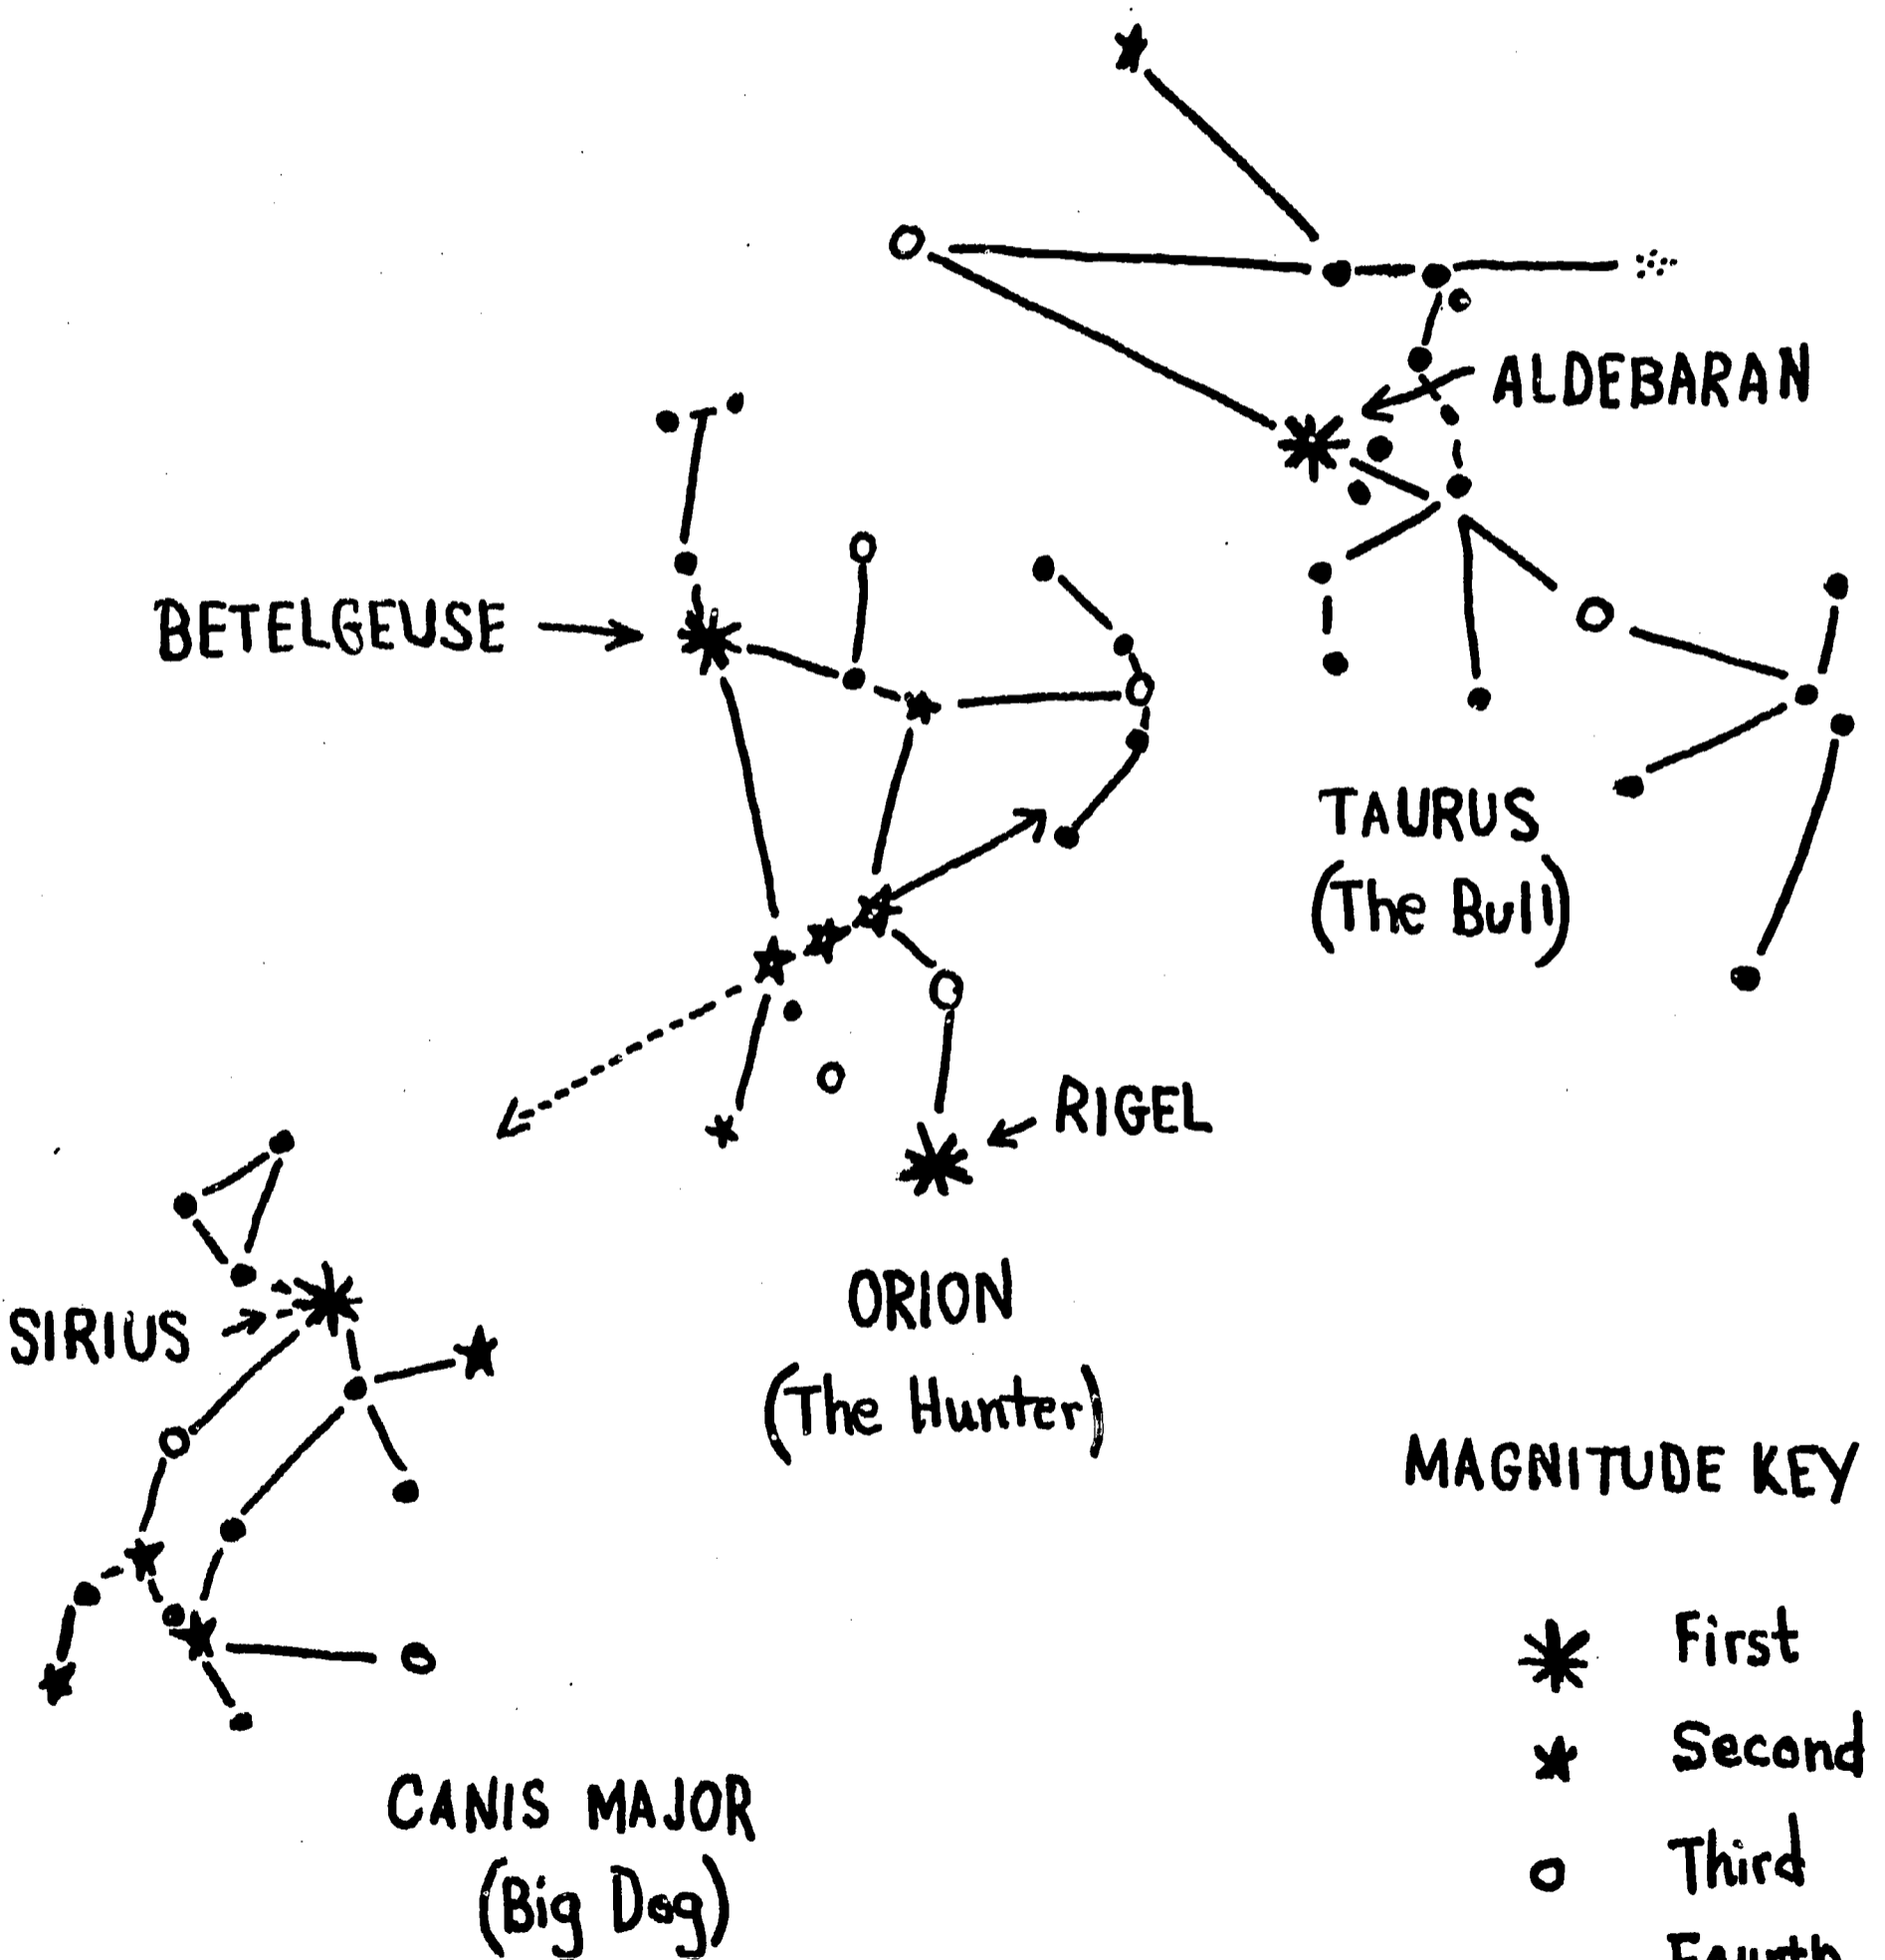 ALDEBARAN
BETELGEUSE
TAURUS
(The Bull)
RIGEL
ORION
(The Hunter)
SIRIUS
MAGNITUDE KEY
First
Second
Third
Fourth
CANIS MAJOR
(Big Dog)